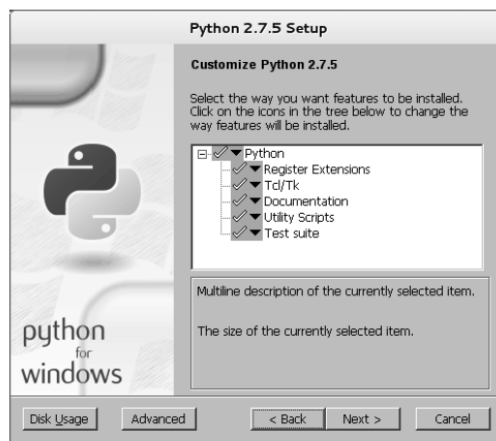 Python 2.7.5 Setup
Customize Python 2.7.5
Select the way you want features to be installed.
Click on the icons in the tree below to change the
way features will be installed.
Python
Register Extensions
Tcl/Tk
Documentation
Utility Scripts
Test suite
Multiline description of the currently selected item.
The size of the currently selected item.
python
for
windows
Disk Usage
Advanced
< Back
Next >
Cancel